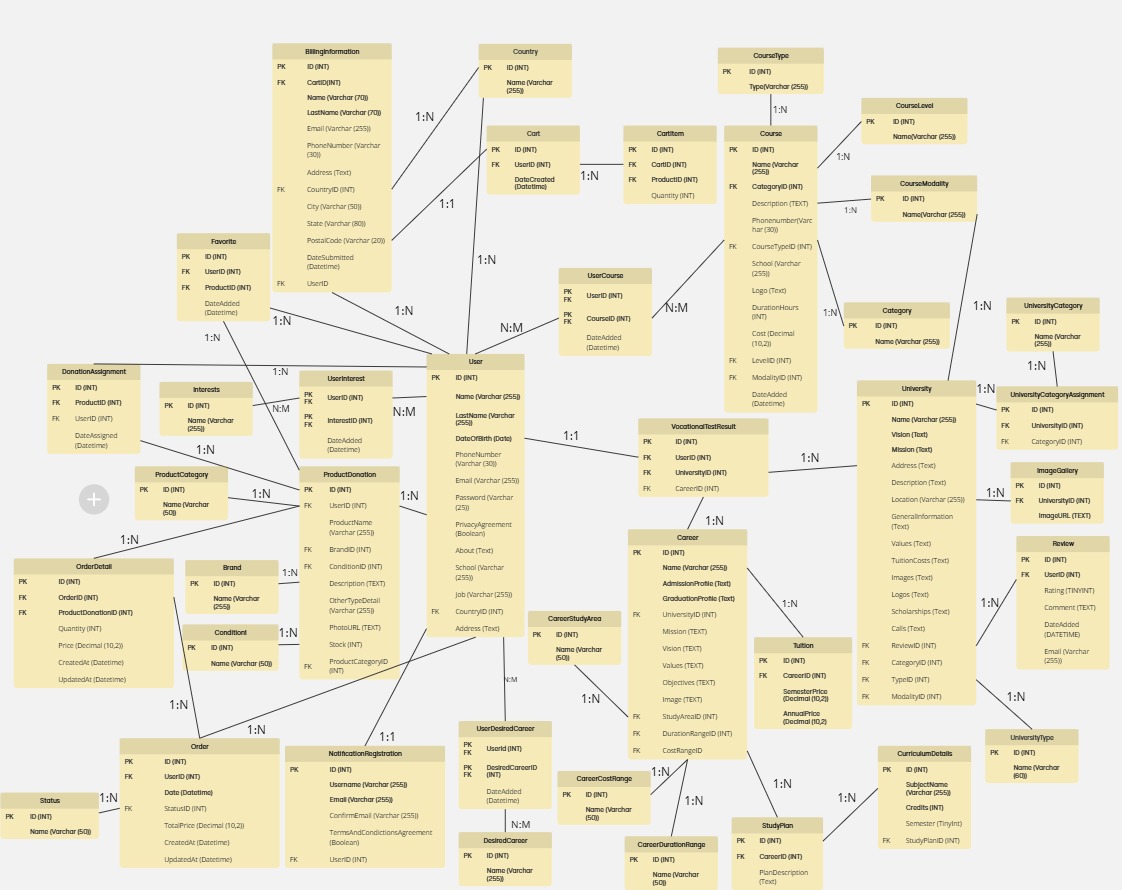 BillingInformation
PK ID (INT)
FK CartID(INT)
Name (Varchar (70))
LastName (Varchar (70))
Email (Varchar (255))
PhoneNumber (Varchar
(30))
Address (Text)
FK CountryID (INT)
City (Varchar (50))
State (Varchar (80))
PostalCode (Varchar (20))
DateSubmitted
(Datetime)
FK UserID
Country
PK ID (INT)
Name (Varchar
(255))
1:N
Cart
PK ID (INT)
FK UserID (INT)
DateCreated
(Datetime)
1:1
1:N
CartItem
PK ID (INT)
FK CartID (INT)
FK ProductID (INT)
Quantity (INT)
1:N
CourseType
PK ID (INT)
Type(Varchar (255))
1:N
Course
PK ID (INT)
Name (Varchar
(255))
FK CategoryID (INT)
Description (TEXT)
Phonenumber(Varc
har (30))
FK CourseTypeID (INT)
School (Varchar
(255))
Logo (Text)
DurationHours
(INT)
Cost (Decimal
(10,2))
FK LevelID (INT)
FK ModalityID (INT)
DateAdded
(Datetime)
CourseLevel
PK ID (INT)
Name(Varchar (255))
1:N
CourseModality
PK ID (INT)
Name(Varchar (255))
1:N
1:N
Category
PK ID (INT)
Name (Varchar (255))
1:N
UniversityCategory
PK ID (INT)
Name (Varchar
(255))
1:N
Favorite
PK ID (INT)
FK UserID (INT)
FK ProductID (INT)
DateAdded
(Datetime)
1:N
1:N
1:N
UserCourse
PK
FK UserID (INT)
PK
FK CourseID (INT)
DateAdded
(Datetime)
N:M
N:M
DonationAssignment
PK ID (INT)
FK ProductID (INT)
FK UserID (INT)
DateAssigned
(Datetime)
1:N
1:N
Interests
PK ID (INT)
Name (Varchar
(255))
N:M
UserInterest
PK
FK UserID (INT)
PK
FK InterestID (INT)
DateAdded
(Datetime)
N:M
User
PK ID (INT)
Name (Varchar (255))
LastName (Varchar
(255))
DateOfBirth (Date)
PhoneNumber
(Varchar (30))
Email (Varchar (255))
Password (Varchar
(25))
PrivacyAgreement
(Boolean)
About (Text)
School (Varchar
(255))
Job (Varchar (255))
FK CountryID (INT)
Address (Text)
1:1
VocationalTestResult
PK ID (INT)
FK UserID (INT)
FK UniversityID (INT)
FK CareerID (INT)
1:N
1:N
University
PK ID (INT)
Name (Varchar (255))
Vision (Text)
Mission (Text)
Address (Text)
Description (Text)
Location (Varchar (255))
GeneralInformation
(Text)
Values (Text)
TuitionCosts (Text)
Images (Text)
Logos (Text)
Scholarships (Text)
Calls (Text)
FK ReviewID (INT)
FK CategoryID (INT)
FK TypeID (INT)
FK ModalityID (INT)
1:N
UniversityCategoryAssignment
PK ID (INT)
FK UniversityID (INT)
FK CategoryID (INT)
ImageGallery
PK ID (INT)
FK UniversityID (INT)
ImageURL (TEXT)
1:N
Review
PK ID (INT)
FK UserID (INT)
Rating (TINYINT)
Comment (TEXT)
DateAdded
(DATETIME)
Email (Varchar
(255))
1:N
1:N
UniversityType
PK ID (INT)
Name (Varchar
(60))
ProductCategory
PK ID (INT)
Name (Varchar
(50))
1:N
ProductDonation
PK ID (INT)
FK UserID (INT)
ProductName
(Varchar (255))
FK BrandID (INT)
FK ConditionID (INT)
Description (TEXT)
OtherTypeDetail
(Varchar (255))
PhotoURL (TEXT)
Stock (INT)
FK ProductCategoryID
(INT)
1:N
1:N
OrderDetail
PK ID (INT)
FK OrderID (INT)
FK ProductDonationID (INT)
Quantity (INT)
Price (Decimal (10,2))
CreatedAt (Datetime)
UpdatedAt (Datetime)
Brand
PK ID (INT)
Name (Varchar
(255))
1:N
ConditionI
PK ID (INT)
Name (Varchar (50))
1:N
1:N
1:N
1:1
Career
PK ID (INT)
Name (Varchar (255))
AdmissionProfile (Text)
GraduationProfile (Text)
FK UniversityID (INT)
Mission (TEXT)
Vision (TEXT)
Values (TEXT)
Objectives (TEXT)
Image (TEXT)
FK StudyAreaID (INT)
FK DurationRangeID (INT)
FK CostRangeID
CareerStudyArea
PK ID (INT)
Name (Varchar
(50))
1:N
1:N
Tuition
PK ID (INT)
FK CareerID (INT)
SemesterPrice
(Decimal (10,2))
AnnualPrice
(Decimal (10,2)
N:M
Order
PK ID (INT)
FK UserID (INT)
Date (Datetime)
FK StatusID (INT)
TotalPrice (Decimal (10,2))
CreatedAt (Datetime)
UpdatedAt (Datetime)
Status
PK ID (INT)
Name (Varchar (50))
1:N
NotificationRegistration
PK ID (INT)
Username (Varchar (255))
Email (Varchar (255))
ConfirmEmail (Varchar (255))
TermsAndConditionsAgreement
(Boolean)
FK UserID (INT)
UserDesiredCareer
PK
FK UserId (INT)
PK
FK DesiredCareerID
(INT)
DateAdded
(Datetime)
N:M
DesiredCareer
PK ID (INT)
Name (Varchar
(255))
CareerCostRange
PK ID (INT)
Name (Varchar
(50))
1:N
1:N
CareerDurationRange
PK ID (INT)
Name (Varchar
(50))
1:N
StudyPlan
PK ID (INT)
FK CareerID (INT)
PlanDescription
(Text)
1:N
CurriculumDetails
PK ID (INT)
SubjectName
(Varchar (255))
Credits (INT)
Semester (TinyInt)
FK StudyPlanID (INT)